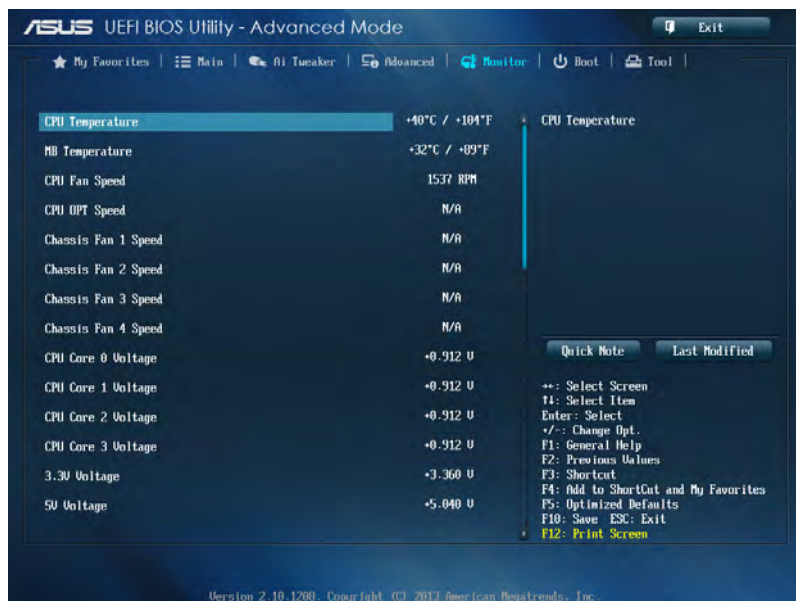 ASUS UEFI BIOS Utility - Advanced Mode
Exit
My Favorites | Main | Ai Tweaker | Advanced | Monitor | Boot | Tool |
CPU Temperature +40°C / +104°F
CPU Temperature
MB Temperature +32°C / +89°F
CPU Fan Speed 1537 RPM
CPU OPT Speed N/A
Chassis Fan 1 Speed N/A
Chassis Fan 2 Speed N/A
Chassis Fan 3 Speed N/A
Chassis Fan 4 Speed N/A
CPU Core 0 Voltage +0.912 V
CPU Core 1 Voltage +0.912 V
CPU Core 2 Voltage +0.912 V
CPU Core 3 Voltage +0.912 V
3.3V Voltage +3.360 V
5V Voltage +5.040 V
Quick Note
Last Modified
→←: Select Screen
↑↓: Select Item
Enter: Select
+/-: Change Opt.
F1: General Help
F2: Previous Values
F3: Shortcut
F4: Add to ShortCut and My Favorites
F5: Optimized Defaults
F10: Save ESC: Exit
F12: Print Screen
Version 2.10.1208. Copyright (C) 2013 American Megatrends, Inc.